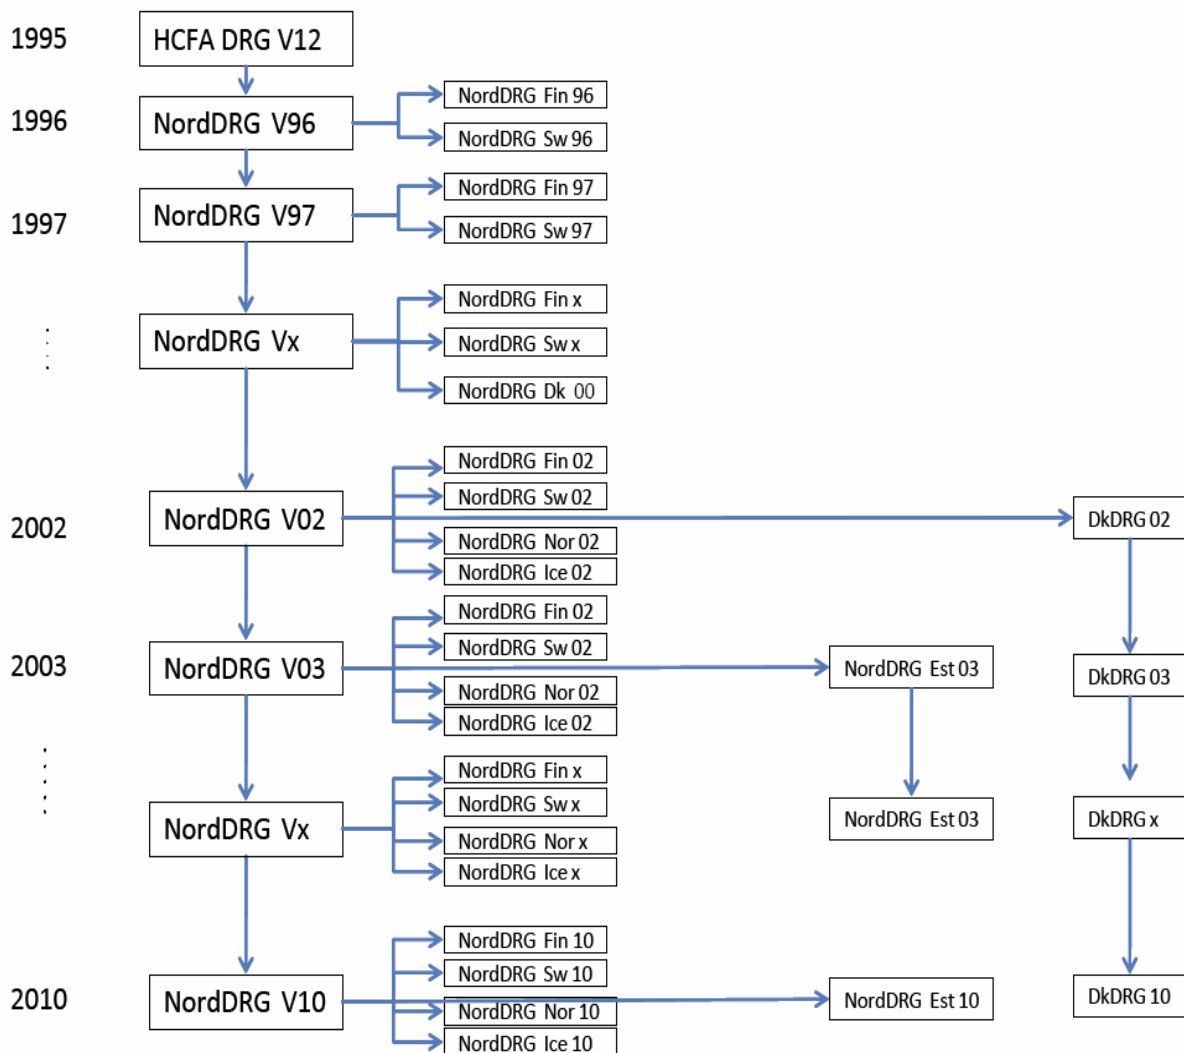 1995
HCFA DRG V12
1996
NordDRG V96
NordDRG Fin 96
NordDRG Sw 96
1997
NordDRG V97
NordDRG Fin 97
NordDRG Sw 97
NordDRG Vx
NordDRG Fin x
NordDRG Sw x
NordDRG Dk 00
2002
NordDRG V02
NordDRG Fin 02
NordDRG Sw 02
NordDRG Nor 02
NordDRG Ice 02
DkDRG 02
2003
NordDRG V03
NordDRG Fin 02
NordDRG Sw 02
NordDRG Nor 02
NordDRG Ice 02
NordDRG Est 03
DkDRG 03
NordDRG Vx
NordDRG Fin x
NordDRG Sw x
NordDRG Nor x
NordDRG Ice x
NordDRG Est 03
DkDRG x
2010
NordDRG V10
NordDRG Fin 10
NordDRG Sw 10
NordDRG Nor 10
NordDRG Ice 10
NordDRG Est 10
DkDRG 10